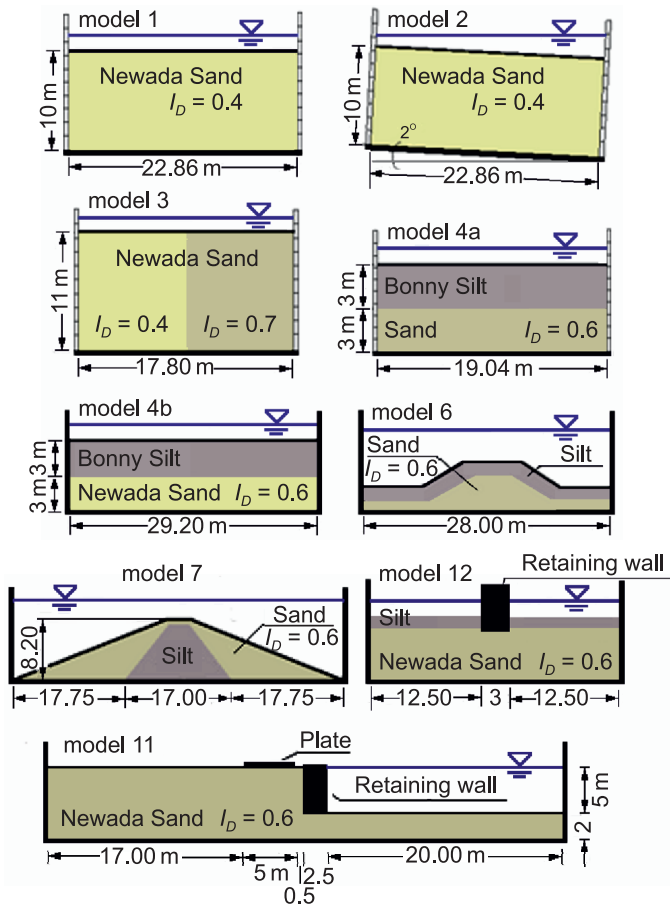 model 1
Newada Sand
I_D = 0.4
10 m
22.86 m
model 2
Newada Sand
I_D = 0.4
10 m
2°
22.86 m
model 3
Newada Sand
I_D = 0.4
I_D = 0.7
11 m
17.80 m
model 4a
Bonny Silt
Sand I_D = 0.6
3 m
3 m
19.04 m
model 4b
Bonny Silt
Newada Sand I_D = 0.6
3 m
3 m
29.20 m
model 6
Sand
I_D = 0.6
Silt
28.00 m
model 7
Sand
I_D = 0.6
Silt
8.20
17.75
17.00
17.75
model 12
Retaining wall
Silt
Newada Sand I_D = 0.6
12.50
3
12.50
model 11
Plate
Retaining wall
Newada Sand I_D = 0.6
5 m
2
17.00 m
5 m
2.5
0.5
20.00 m